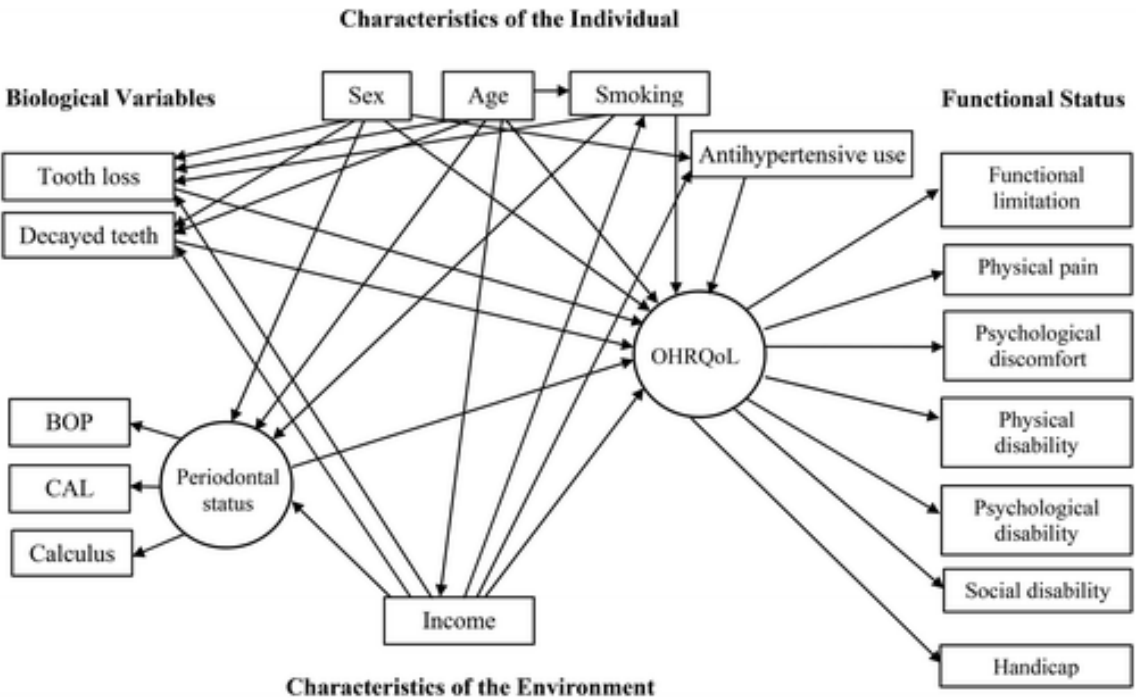 Characteristics of the Individual
Biological Variables
Sex
Age
Smoking
Functional Status
Antihypertensive use
Tooth loss
Decayed teeth
Functional
limitation
Physical pain
Psychological
discomfort
OHRQoL
Physical
disability
BOP
CAL
Calculus
Periodontal
status
Psychological
disability
Social disability
Income
Handicap
Characteristics of the Environment